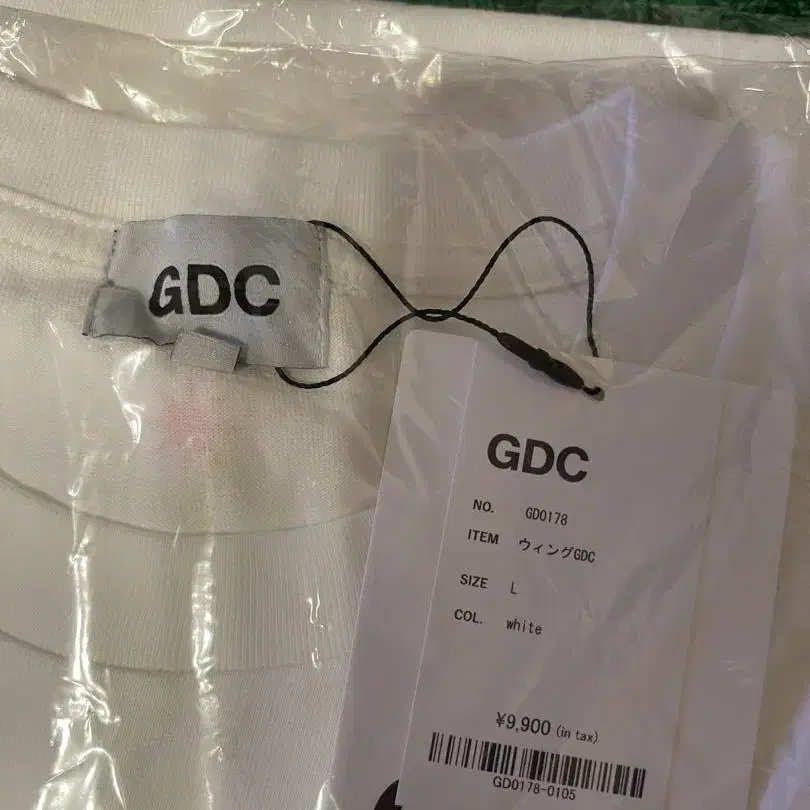 GDC
GDC
NO. GD0178
ITEM ウィングGDC
SIZE L
COL. white
¥9,900 (in tax)
GD0178-0105